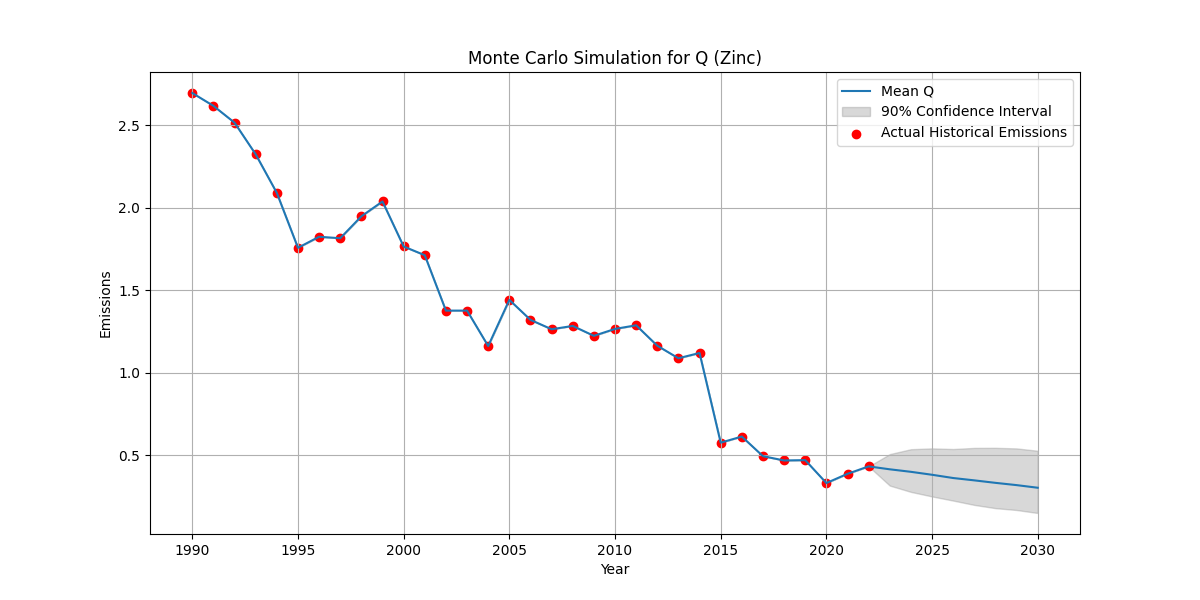 Monte Carlo Simulation for Q (Zinc)
Mean Q
90% Confidence Interval
Actual Historical Emissions
Emissions
2.5
2.0
1.5
1.0
0.5
1990 1995 2000 2005 2010 2015 2020 2025 2030
Year